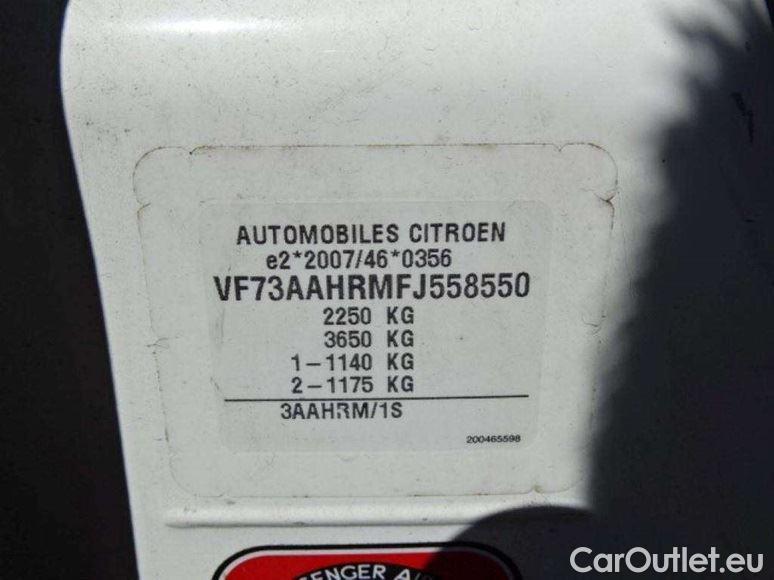 AUTOMOBILES CITROEN
e2*2007/46*0356
VF73AAHRMFJ558550
2250 KG
3650 KG
1-1140 KG
2-1175 KG
3AAHRM/1S
200465598
CarOutlet.eu